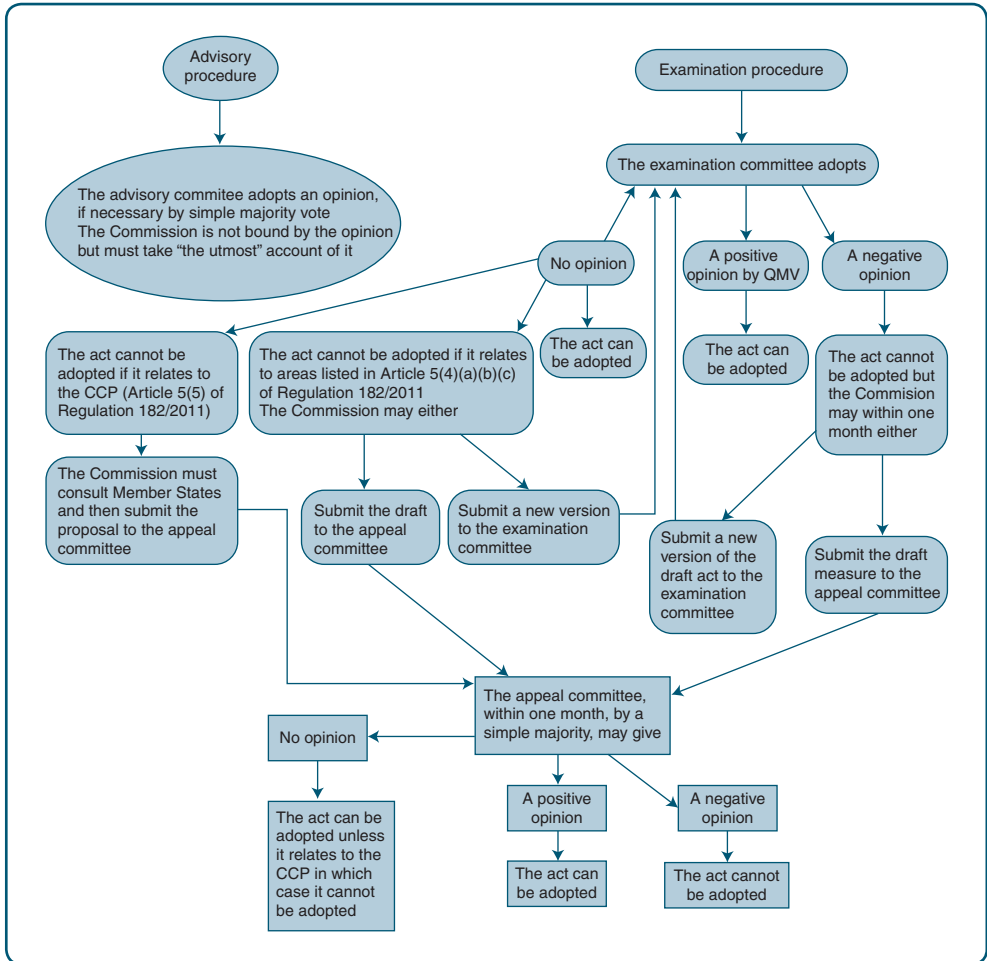 Advisory
procedure
Examination procedure
The examination committee adopts
The advisory commitee adopts an opinion,
if necessary by simple majority vote
The Commission is not bound by the opinion
but must take “the utmost” account of it
No opinion
A positive
opinion by QMV
A negative
opinion
The act cannot be
adopted if it relates to
the CCP (Article 5(5) of
Regulation 182/2011)
The act cannot be adopted if it relates
to areas listed in Article 5(4)(a)(b)(c)
of Regulation 182/2011
The Commission may either
The act can
be adopted
The act can
be adopted
The act cannot
be adopted but
the Commision
may within one
month either
The Commission must
consult Member States
and then submit the
proposal to the appeal
committee
Submit the draft
to the appeal
committee
Submit a new version
to the examination
committee
Submit a new
version of the
draft act to the
examination
committee
Submit the draft
measure to the
appeal committee
The appeal committee,
within one month, by a
simple majority, may give
No opinion
A positive
opinion
A negative
opinion
The act can be
adopted unless
it relates to the
CCP in which
case it cannot
be adopted
The act can
be adopted
The act cannot
be adopted